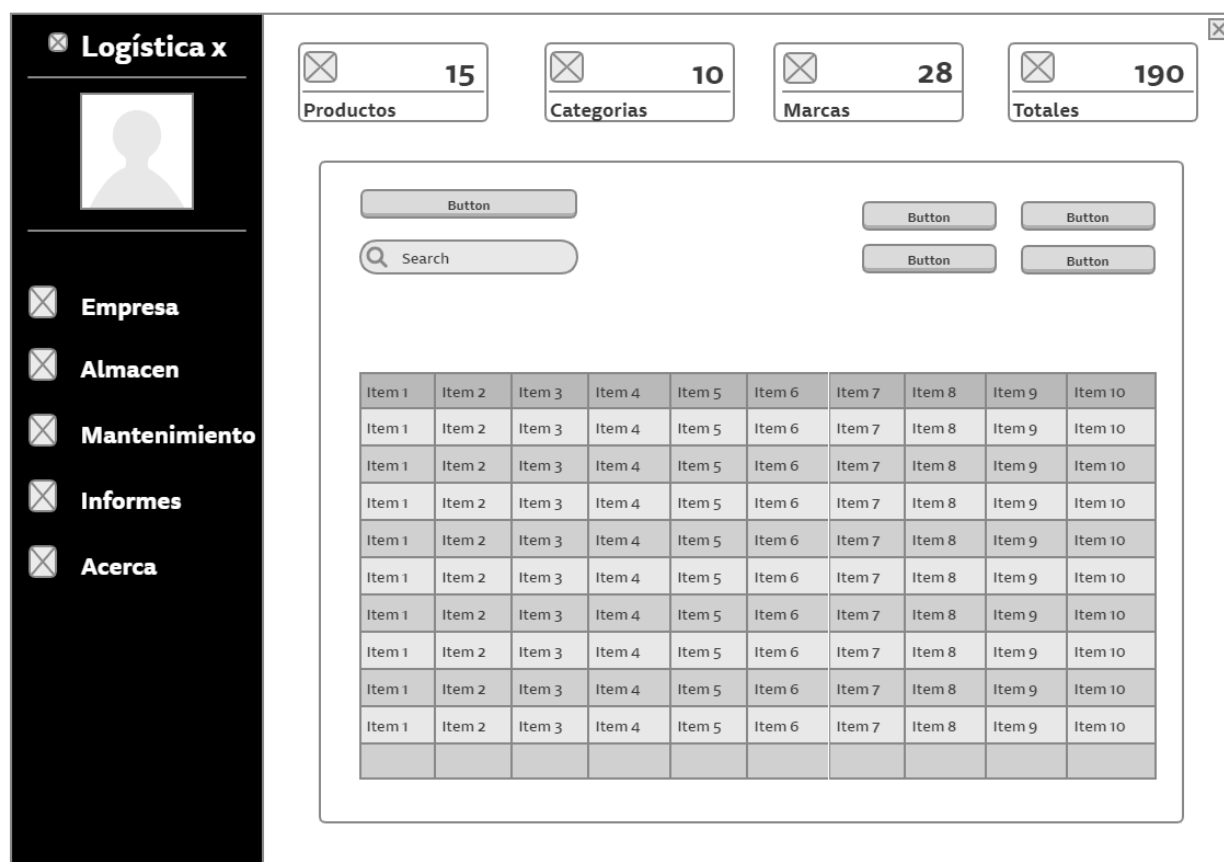 Logística x
Empresa
Almacen
Mantenimiento
Informes
Acerca
15
Productos
10
Categorias
28
Marcas
190
Totales
Button
Search
Button Button
Button Button
Item 1 Item 2 Item 3 Item 4 Item 5 Item 6 Item 7 Item 8 Item 9 Item 10
Item 1 Item 2 Item 3 Item 4 Item 5 Item 6 Item 7 Item 8 Item 9 Item 10
Item 1 Item 2 Item 3 Item 4 Item 5 Item 6 Item 7 Item 8 Item 9 Item 10
Item 1 Item 2 Item 3 Item 4 Item 5 Item 6 Item 7 Item 8 Item 9 Item 10
Item 1 Item 2 Item 3 Item 4 Item 5 Item 6 Item 7 Item 8 Item 9 Item 10
Item 1 Item 2 Item 3 Item 4 Item 5 Item 6 Item 7 Item 8 Item 9 Item 10
Item 1 Item 2 Item 3 Item 4 Item 5 Item 6 Item 7 Item 8 Item 9 Item 10
Item 1 Item 2 Item 3 Item 4 Item 5 Item 6 Item 7 Item 8 Item 9 Item 10
Item 1 Item 2 Item 3 Item 4 Item 5 Item 6 Item 7 Item 8 Item 9 Item 10
Item 1 Item 2 Item 3 Item 4 Item 5 Item 6 Item 7 Item 8 Item 9 Item 10